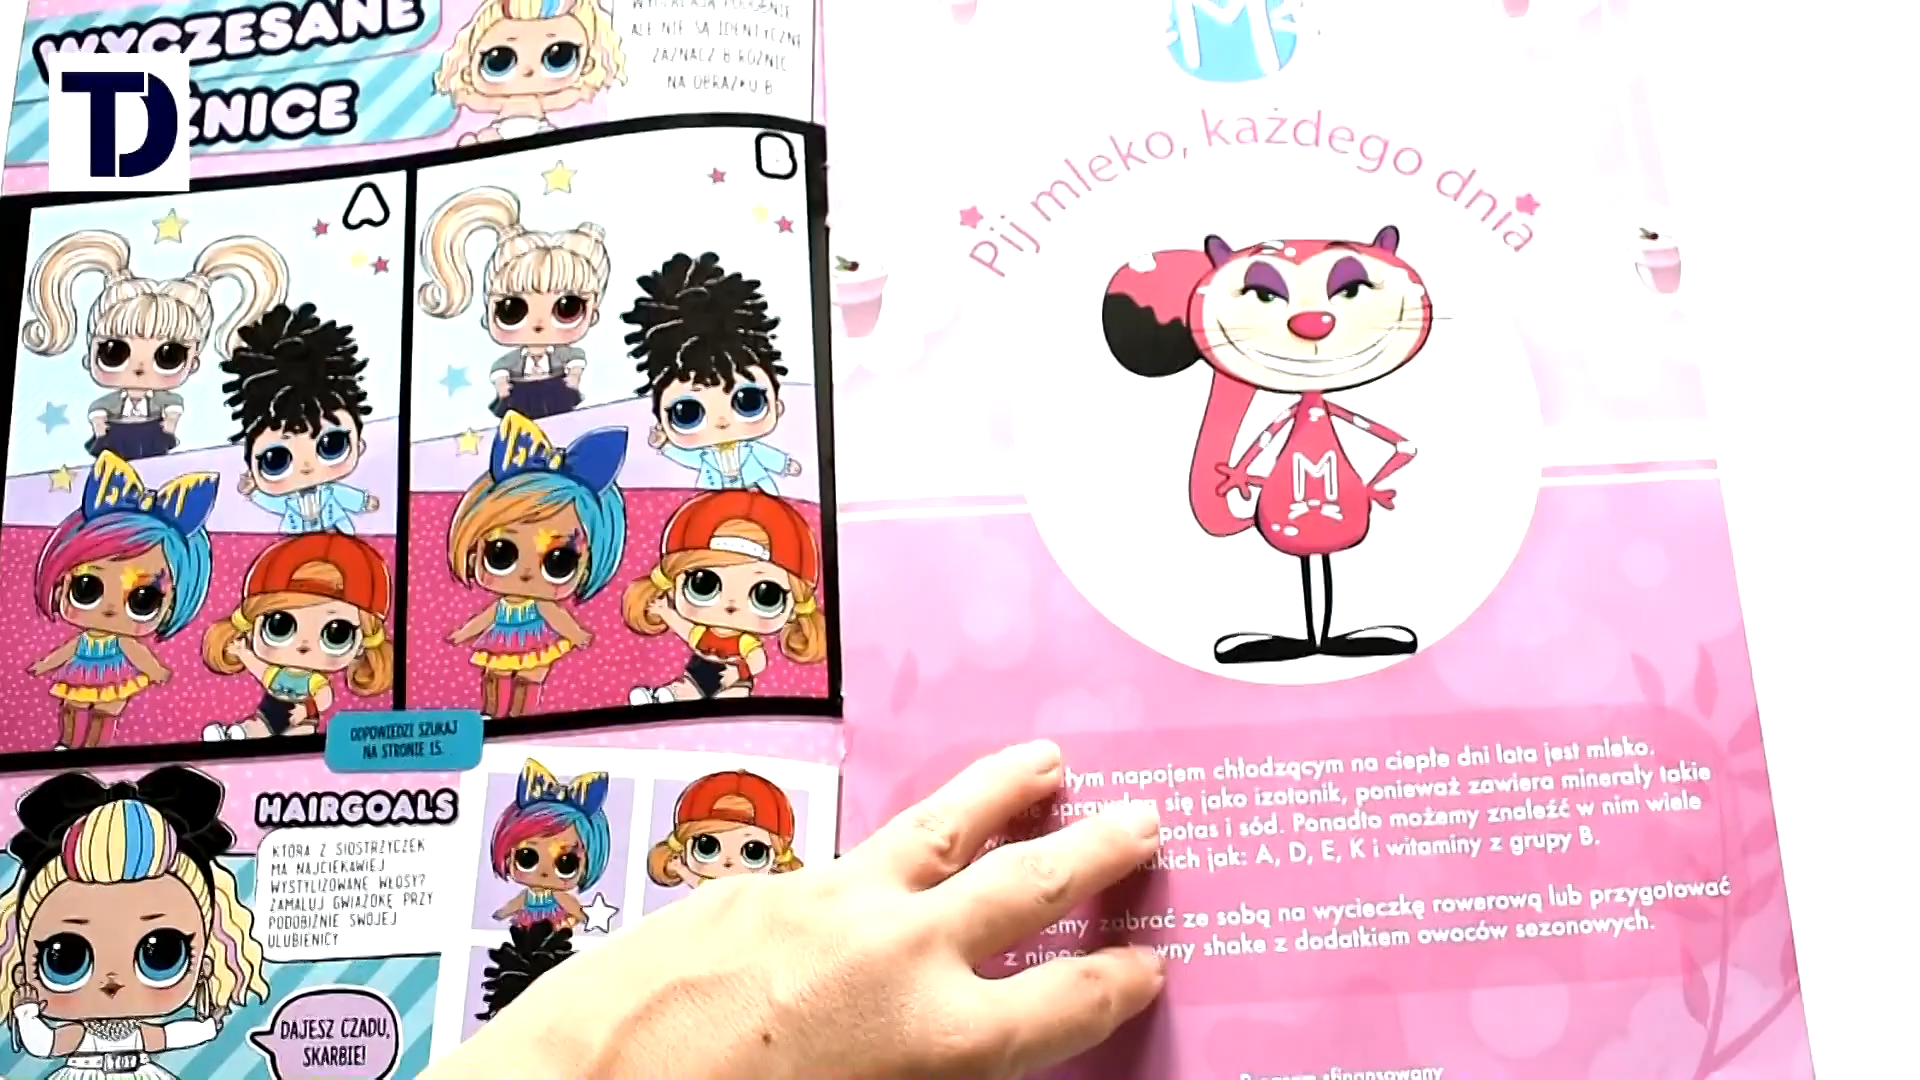 WYCZESANE
TD
ŻNICE
ALE NIE SĄ IDENTYCZNE
ZAZNACZ 8 RÓŻNIC
NA OBRAZKU B
A
B
ODPOWIEDZI SZUKAJ
NA STRONIE 15.
HAIRGOALS
KTÓRA Z SIOSTRZYCZEK
MA NAJCIEKAWIEJ
WYSTYLIZOWANE WŁOSY?
ZAMALUJ GWIAZDKĘ PRZY
PODOBIŹNIE SWOJEJ
ULUBIENICY
DAJESZ CZADU,
SKARBIE!
M
Pij mleko, każdego dnia
M
napojem chłodzącym na ciepłe dni lata jest mleko.
się jako izotonik, ponieważ zawiera minerały takie
potas i sód. Ponadto możemy znaleźć w nim wiele
jak: A, D, E, K i witaminy z grupy B.
zabrać ze sobą na wycieczkę rowerową lub przygotować
z shake z dodatkiem owoców sezonowych.